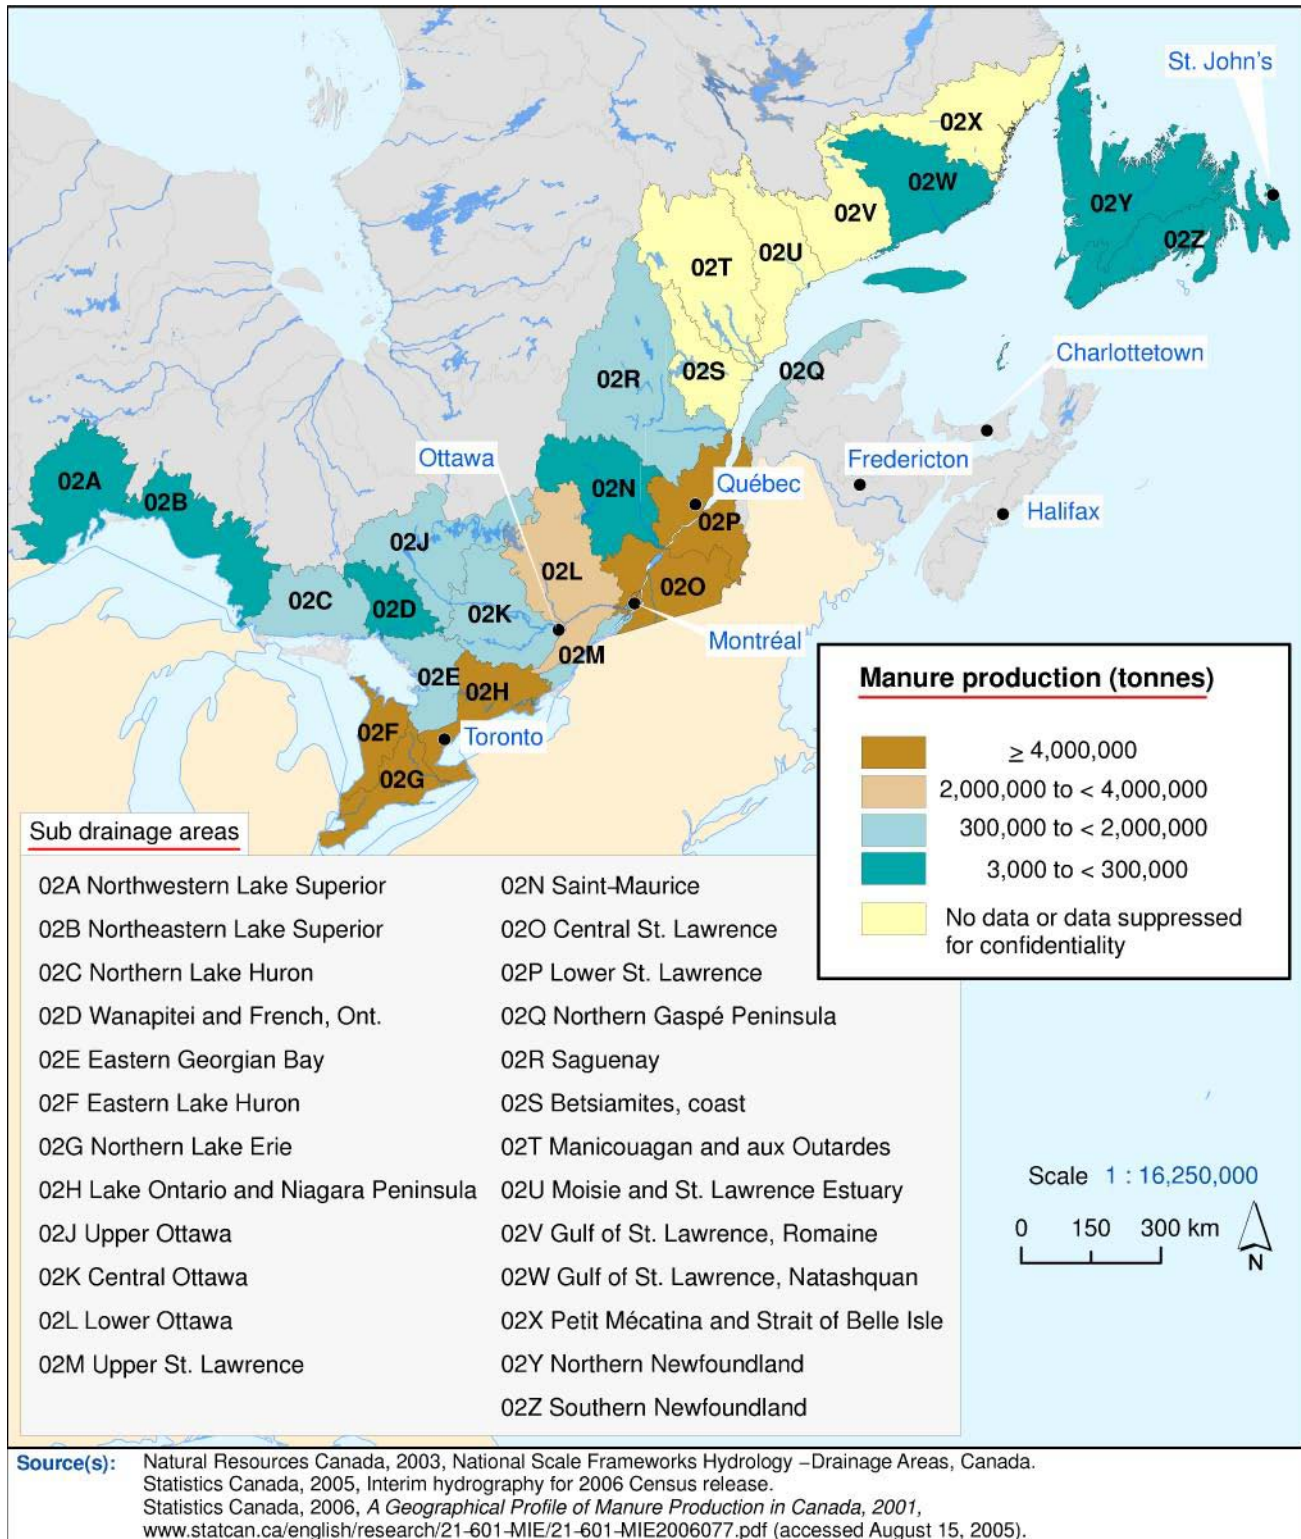 St. John's
02X
02W
02Y
02V
02Z
02U
02T
Charlottetown
02S
02Q
02R
Ottawa
Fredericton
02A
02N
Québec
02B
02P
Halifax
02J
02L
02O
02C
02D
02K
Montréal
02M
02E
02H
02F
Toronto
02G
Manure production (tonnes)
≥ 4,000,000
2,000,000 to < 4,000,000
300,000 to < 2,000,000
3,000 to < 300,000
No data or data suppressed
for confidentiality
Sub drainage areas
02A Northwestern Lake Superior
02B Northeastern Lake Superior
02C Northern Lake Huron
02D Wanapitei and French, Ont.
02E Eastern Georgian Bay
02F Eastern Lake Huron
02G Northern Lake Erie
02H Lake Ontario and Niagara Peninsula
02J Upper Ottawa
02K Central Ottawa
02L Lower Ottawa
02M Upper St. Lawrence
02N Saint-Maurice
02O Central St. Lawrence
02P Lower St. Lawrence
02Q Northern Gaspé Peninsula
02R Saguenay
02S Betsiamites, coast
02T Manicouagan and aux Outardes
02U Moisie and St. Lawrence Estuary
02V Gulf of St. Lawrence, Romaine
02W Gulf of St. Lawrence, Natashquan
02X Petit Mécatina and Strait of Belle Isle
02Y Northern Newfoundland
02Z Southern Newfoundland
Scale 1 : 16,250,000
0 150 300 km
N
Source(s): Natural Resources Canada, 2003, National Scale Frameworks Hydrology –Drainage Areas, Canada.
Statistics Canada, 2005, Interim hydrography for 2006 Census release.
Statistics Canada, 2006, A Geographical Profile of Manure Production in Canada, 2001,
www.statcan.ca/english/research/21-601-MIE/21-601-MIE2006077.pdf (accessed August 15, 2005).